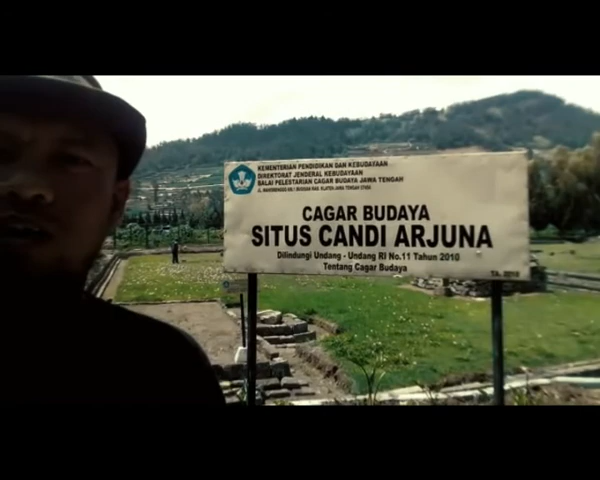 KEMENTERIAN PENDIDIKAN DAN KEBUDAYAAN
DIREKTORAT JENDERAL KEBUDAYAAN
BALAI PELESTARIAN CAGAR BUDAYA JAWA TENGAH
CAGAR BUDAYA
SITUS CANDI ARJUNA
Dilindungi Undang - Undang RI No.11 Tahun 2010
Tentang Cagar Budaya